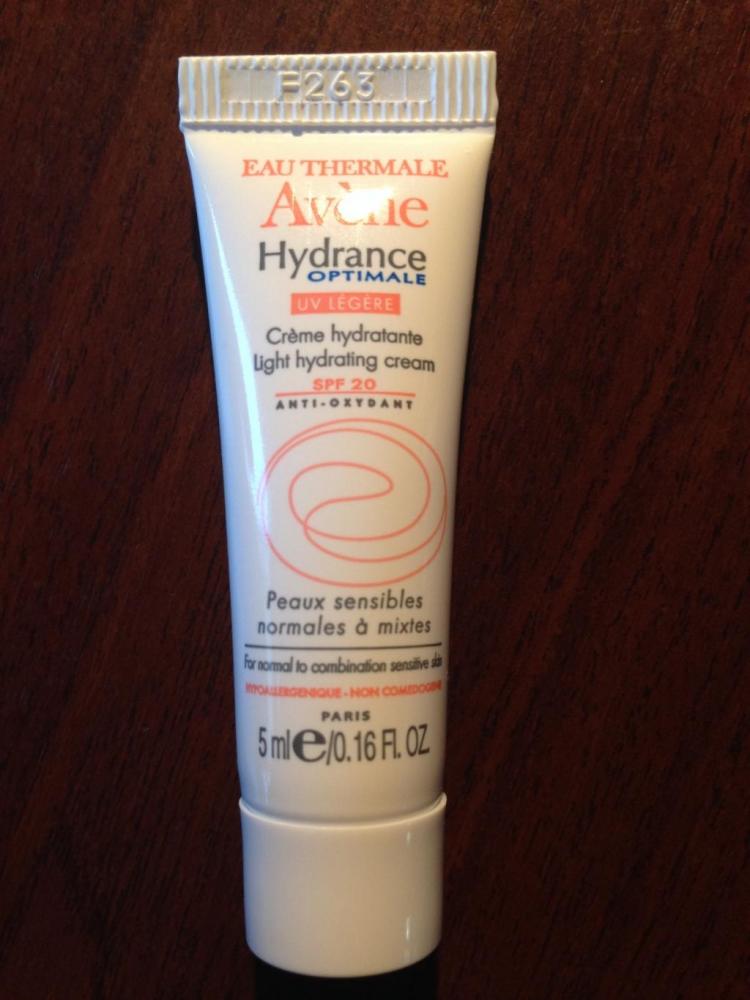 F263
EAU THERMALE
Avène
Hydrance
OPTIMALE
UV LÉGÈRE
Crème hydratante
Light hydrating cream
SPF 20
ANTI-OXYDANT
Peaux sensibles
normales à mixtes
For normal to combination sensitive skin
HYPOALLERGENIQUE - NON COMEDOGENE
PARIS
5 ml e/0.16 Fl. OZ